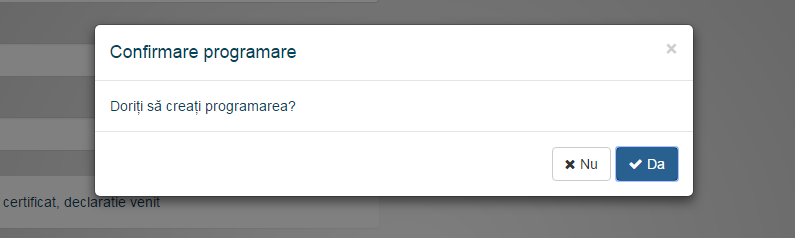 Confirmare programare
×
Doriți să creați programarea?
✖ Nu
✔ Da
certificat, declaratie venit